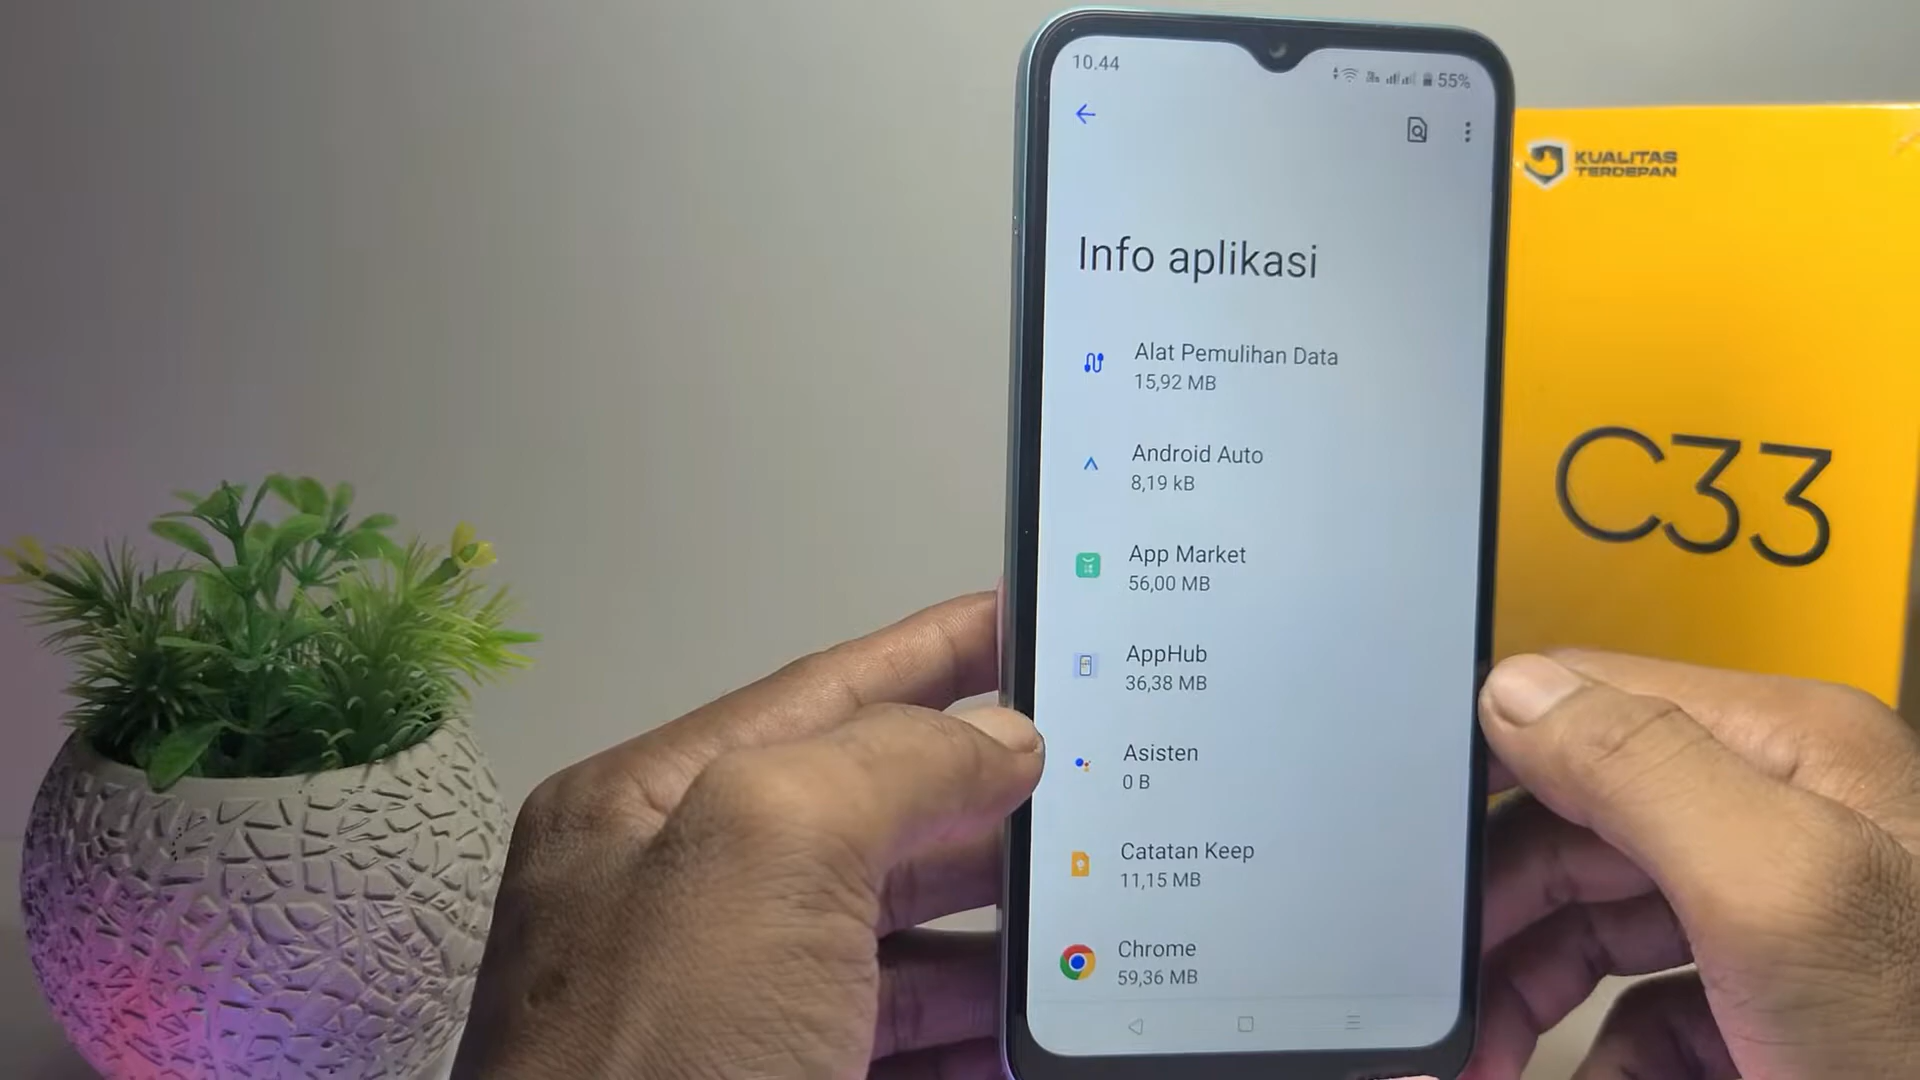 10.44
55%
KUALITAS
TERDEPAN
Info aplikasi
Alat Pemulihan Data
15,92 MB
Android Auto
8,19 kB
C33
App Market
56,00 MB
AppHub
36,38 MB
Asisten
0 B
Catatan Keep
11,15 MB
Chrome
59,36 MB